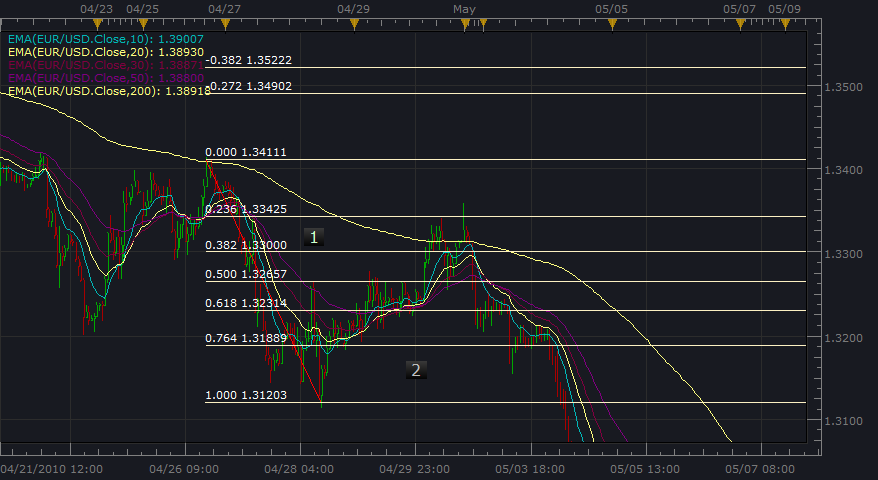 04/23 04/25 04/27 04/29 May 05/05 05/07 05/09
EMA(EUR/USD.Close,10): 1.39007
EMA(EUR/USD.Close,20): 1.38930
EMA(EUR/USD.Close,30): 1.38871
EMA(EUR/USD.Close,50): 1.38800
EMA(EUR/USD.Close,200): 1.38918
-0.382 1.35222
-0.272 1.34902
0.000 1.34111
0.236 1.33425
0.382 1.33000
0.500 1.32657
0.618 1.32314
0.764 1.31889
1.000 1.31203
1
2
1.3500
1.3400
1.3300
1.3200
1.3100
04/21/2010 12:00 04/26 09:00 04/28 04:00 04/29 23:00 05/03 18:00 05/05 13:00 05/07 08:00